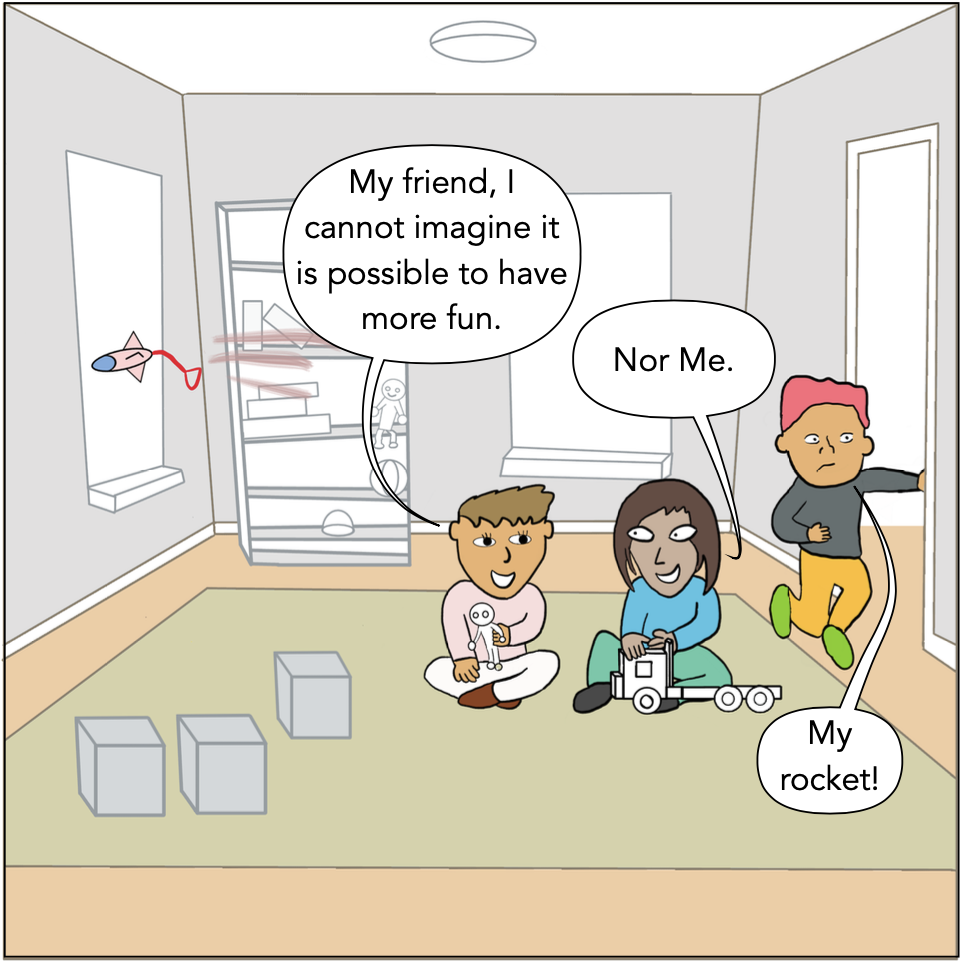 My friend, I
cannot imagine it
is possible to have
more fun.
Nor Me.
My
rocket!